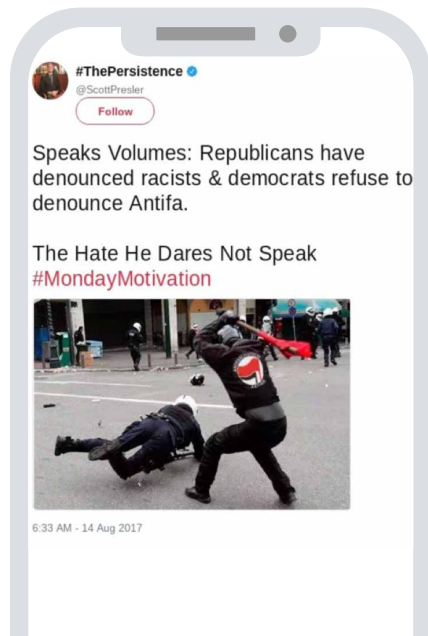 #ThePersistence
@ScottPresler
Follow
Speaks Volumes: Republicans have
denounced racists & democrats refuse to
denounce Antifa.
The Hate He Dares Not Speak
#MondayMotivation
6:33 AM - 14 Aug 2017